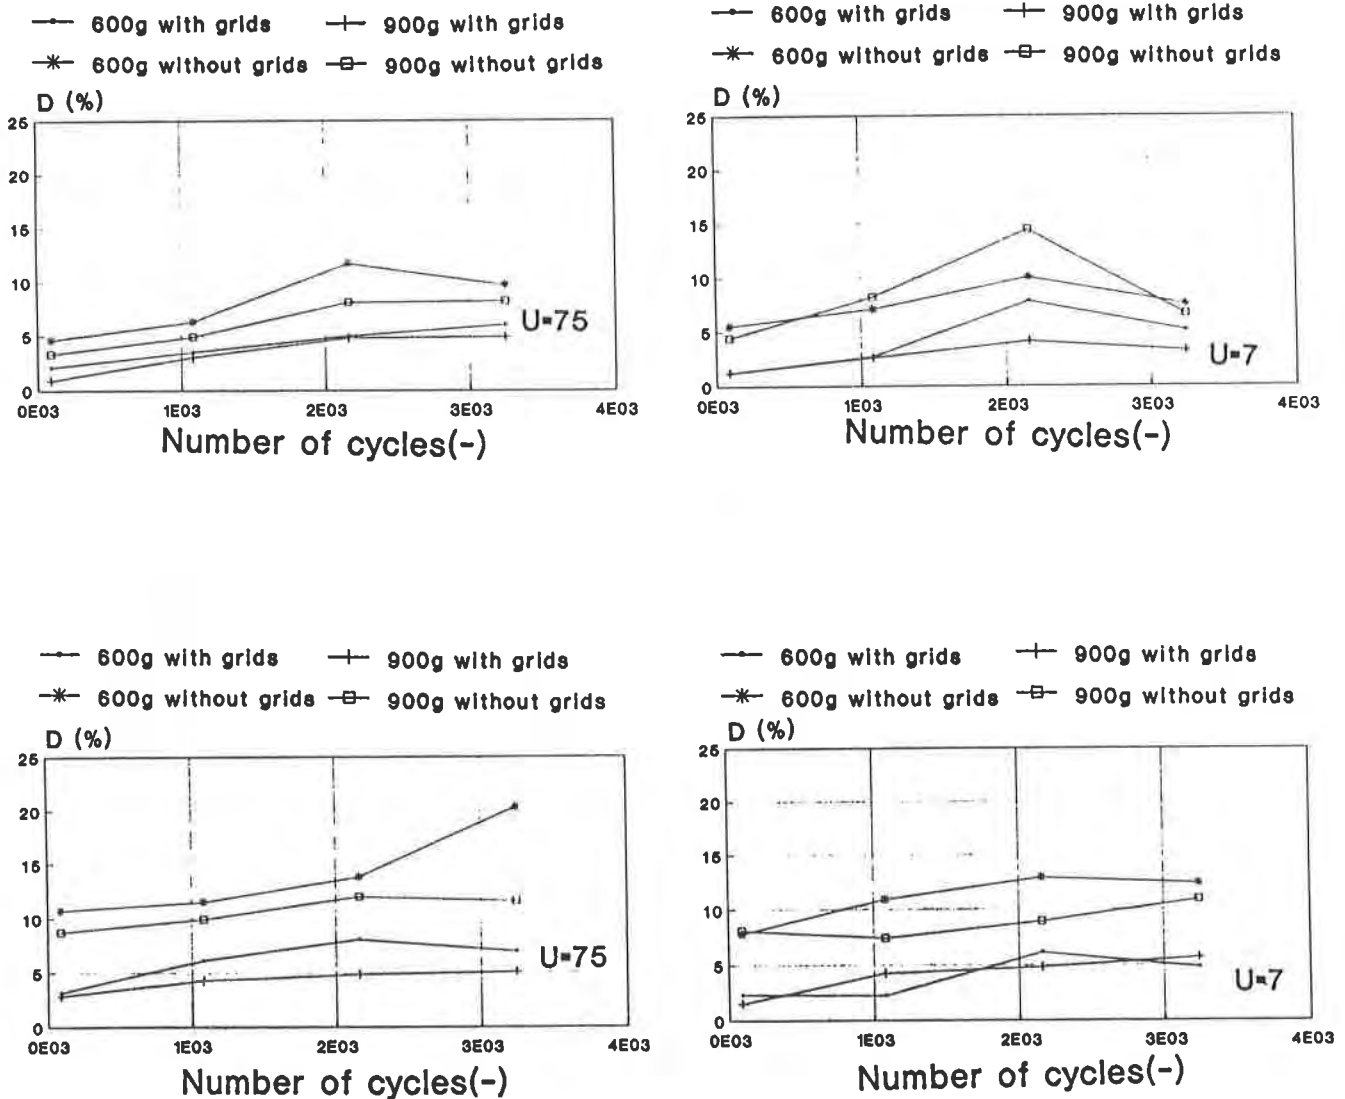 600g with grids 900g with grids
600g without grids 900g without grids
D (%)
25
20
15
10
5
0
U=75
0E03 1E03 2E03 3E03 4E03
Number of cycles(-)
600g with grids 900g with grids
600g without grids 900g without grids
D (%)
25
20
15
10
5
0
U=7
0E03 1E03 2E03 3E03 4E03
Number of cycles(-)
600g with grids 900g with grids
600g without grids 900g without grids
D (%)
25
20
15
10
5
0
U=75
0E03 1E03 2E03 3E03 4E03
Number of cycles(-)
600g with grids 900g with grids
600g without grids 900g without grids
D (%)
25
20
15
10
5
0
U=7
0E03 1E03 2E03 3E03 4E03
Number of cycles(-)